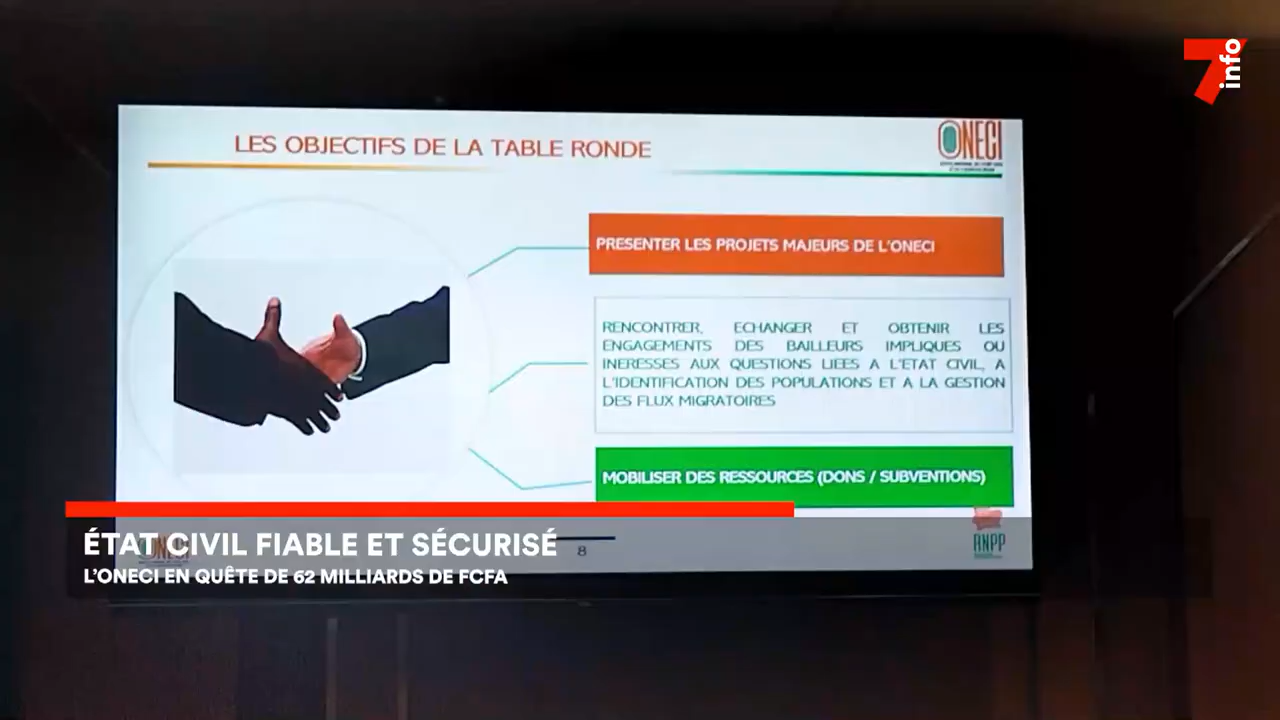 7info
LES OBJECTIFS DE LA TABLE RONDE
ONECI
PRESENTER LES PROJETS MAJEURS DE L'ONECI
RENCONTRER, ECHANGER ET OBTENIR LES
ENGAGEMENTS DES BAILLEURS IMPLIQUES OU
INERESSES AUX QUESTIONS LIEES A L'ETAT CIVIL, A
L'IDENTIFICATION DES POPULATIONS ET A LA GESTION
DES FLUX MIGRATOIRES
MOBILISER DES RESSOURCES (DONS / SUBVENTIONS)
ÉTAT CIVIL FIABLE ET SÉCURISÉ
L'ONECI EN QUÊTE DE 62 MILLIARDS DE FCFA
ONECI
8
ANPP